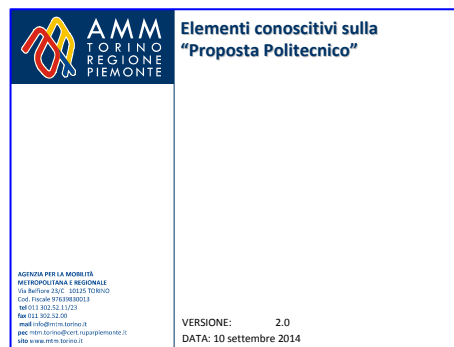 AMM
TORINO
REGIONE
PIEMONTE
Elementi conoscitivi sulla
“Proposta Politecnico”
AGENZIA PER LA MOBILITÀ
METROPOLITANA E REGIONALE
Via Belfiore 23/C 10125 TORINO
Cod. Fiscale 97639830013
tel 011 302.52.11/23
fax 011 302.52.00
mail info@mtm.torino.it
pec mtm.torino@cert.ruparpiemonte.it
sito www.mtm.torino.it
VERSIONE: 2.0
DATA: 10 settembre 2014